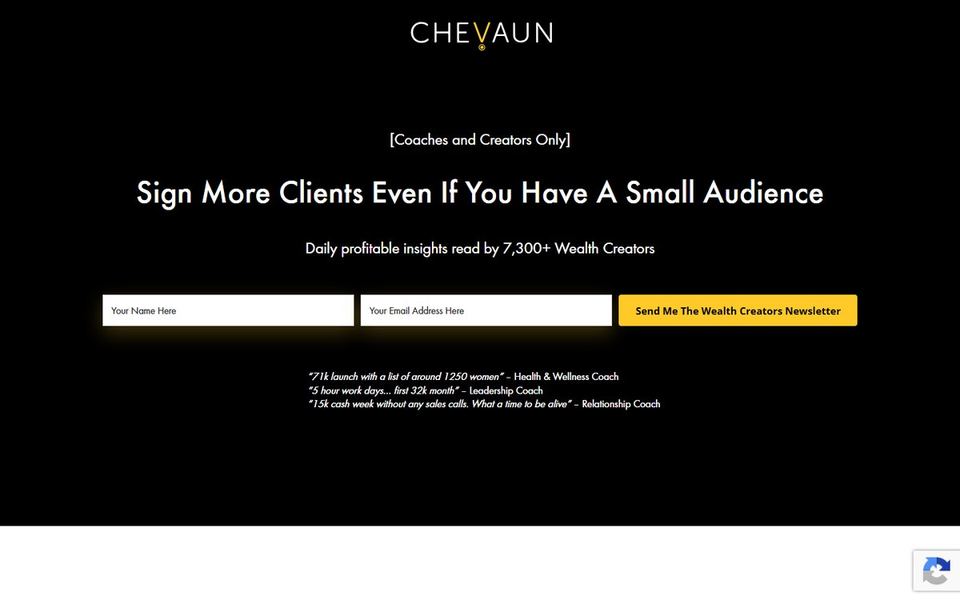 CHEVAUN
[Coaches and Creators Only]
Sign More Clients Even If You Have A Small Audience
Daily profitable insights read by 7,300+ Wealth Creators
Your Name Here
Your Email Address Here
Send Me The Wealth Creators Newsletter
"71k launch with a list of around 1250 women" – Health & Wellness Coach
"5 hour work days... first 32k month" – Leadership Coach
"15k cash week without any sales calls. What a time to be alive" – Relationship Coach